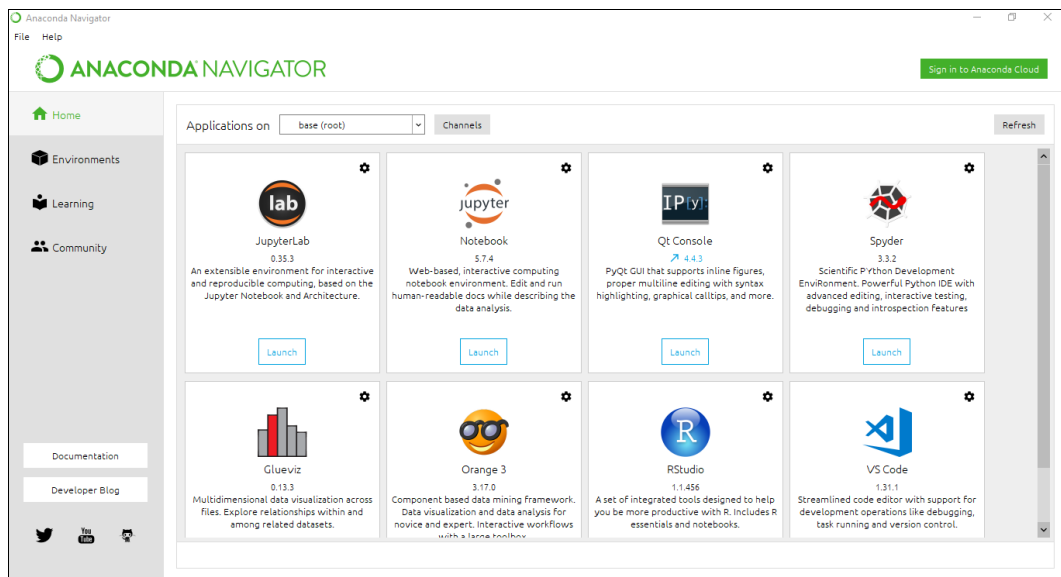 Anaconda Navigator
File Help
ANACONDA NAVIGATOR
Sign in to Anaconda Cloud
Home
Environments
Learning
Community
Documentation
Developer Blog
You
Tube
Applications on base (root) Channels Refresh
lab
JupyterLab
0.35.3
An extensible environment for interactive
and reproducible computing, based on the
Jupyter Notebook and Architecture.
Launch
jupyter
Notebook
5.7.4
Web-based, interactive computing
notebook environment. Edit and run
human-readable docs while describing the
data analysis.
Launch
IP[y]:
Qt Console
4.4.3
PyQt GUI that supports inline figures,
proper multiline editing with syntax
highlighting, graphical calltips, and more.
Launch
Spyder
3.3.2
Scientific PYthon Development
EnviRonment. Powerful Python IDE with
advanced editing, interactive testing,
debugging and introspection features
Launch
Glueviz
0.13.3
Multidimensional data visualization across
files. Explore relationships within and
among related datasets.
Orange 3
3.17.0
Component based data mining framework.
Data visualization and data analysis for
novice and expert. Interactive workflows
with a large toolbox.
R
RStudio
1.1.456
A set of integrated tools designed to help
you be more productive with R. Includes R
essentials and notebooks.
VS Code
1.31.1
Streamlined code editor with support for
development operations like debugging,
task running and version control.